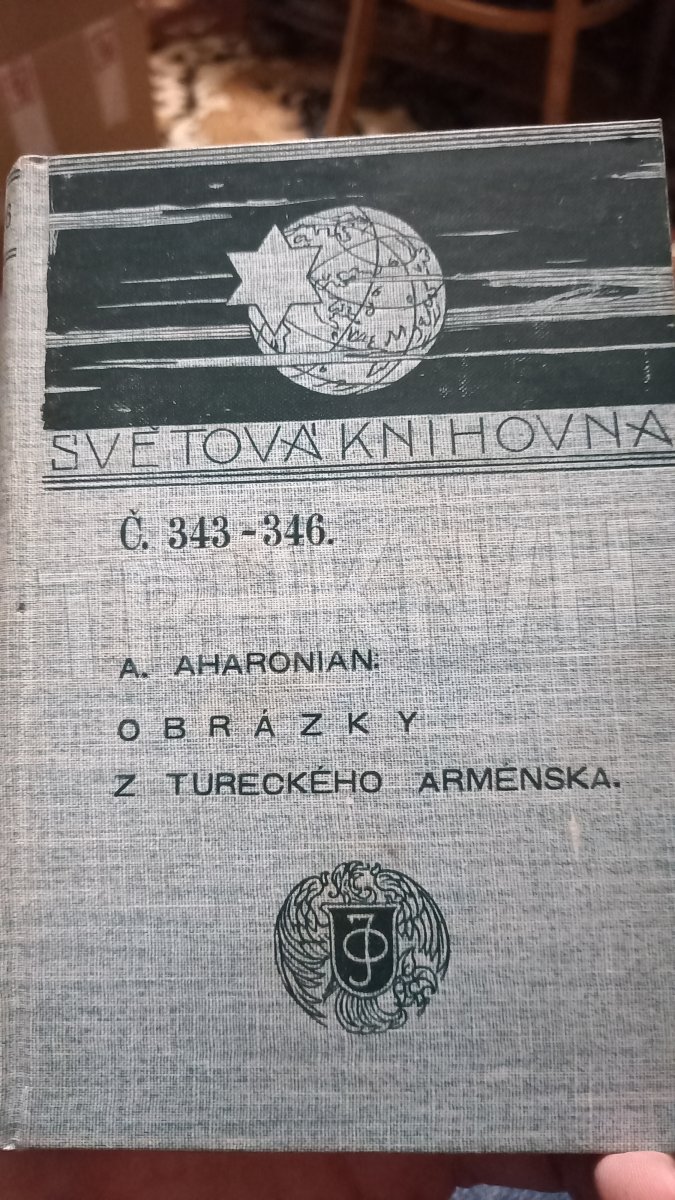 SVĚTOVÁ KNIHOVNA
Č. 343-346.
A. AHARONIAN:
OBRÁZKY
Z TURECKÉHO ARMÉNSKA.